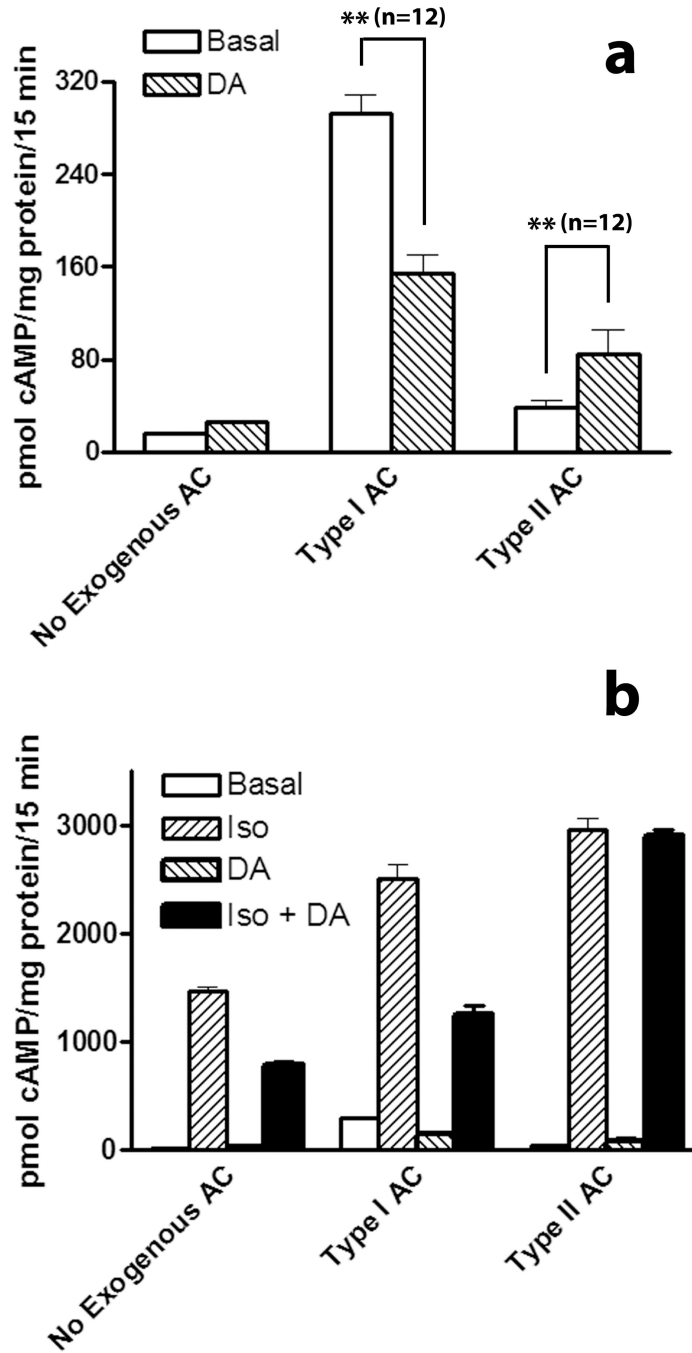 ** (n=12)
a
Basal
DA
pmol cAMP/mg protein/15 min
320
240
160
80
0
** (n=12)
No Exogenous AC
Type I AC
Type II AC
b
Basal
Iso
DA
Iso + DA
pmol cAMP/mg protein/15 min
3000
2000
1000
0
No Exogenous AC
Type I AC
Type II AC